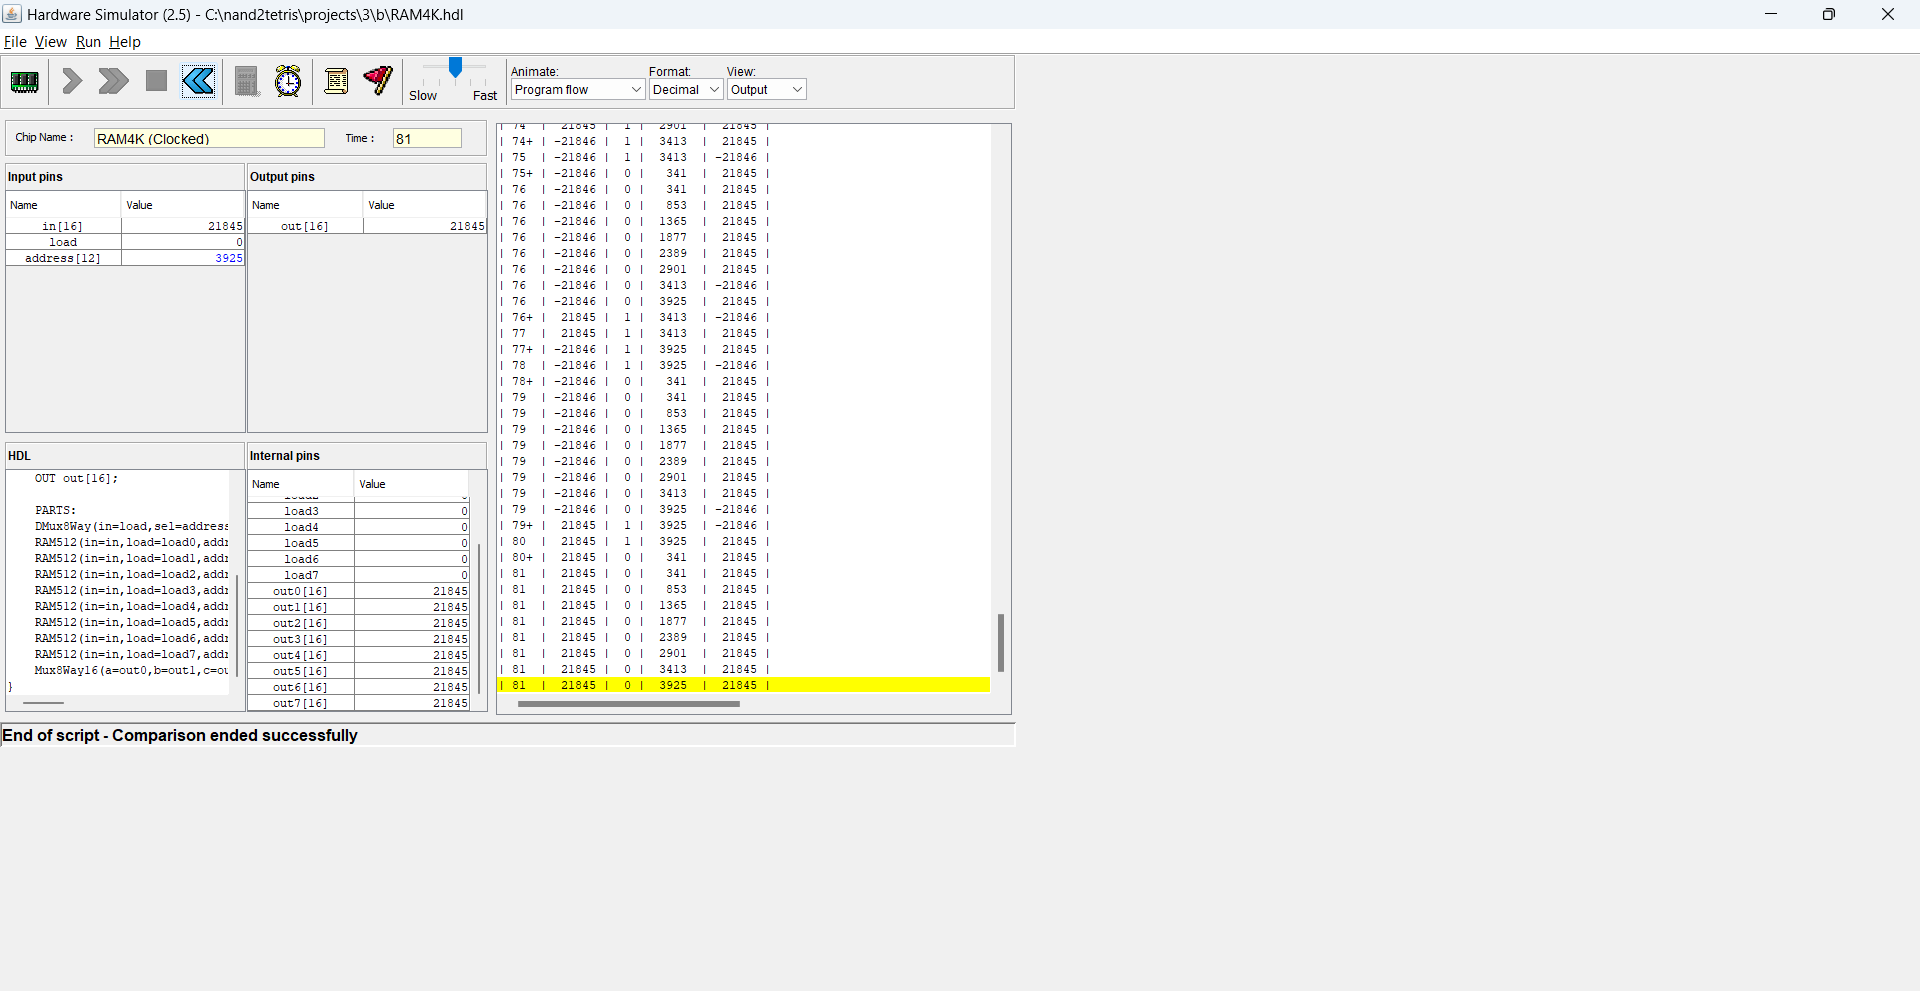 Hardware Simulator (2.5) - C:\nand2tetris\projects\3\b\RAM4K.hdl
File View Run Help
Slow Fast
Animate: Format: View:
Program flow Decimal Output
Chip Name : RAM4K (Clocked) Time : 81
Input pins
Name Value
in[16] 21845
load 0
address[12] 3925
Output pins
Name Value
out[16] 21845
HDL
OUT out[16];
PARTS:
DMux8Way(in=load,sel=address
RAM512(in=in,load=load0,addr
RAM512(in=in,load=load1,addr
RAM512(in=in,load=load2,addr
RAM512(in=in,load=load3,addr
RAM512(in=in,load=load4,addr
RAM512(in=in,load=load5,addr
RAM512(in=in,load=load6,addr
RAM512(in=in,load=load7,addr
Mux8Way16(a=out0,b=out1,c=ou
}
Internal pins
Name Value
load3 0
load4 0
load5 0
load6 0
load7 0
out0[16] 21845
out1[16] 21845
out2[16] 21845
out3[16] 21845
out4[16] 21845
out5[16] 21845
out6[16] 21845
out7[16] 21845
| 74 | 21845 | 1 | 2901 | 21845 |
| 74+ | -21846 | 1 | 3413 | 21845 |
| 75 | -21846 | 1 | 3413 | -21846 |
| 75+ | -21846 | 0 | 341 | 21845 |
| 76 | -21846 | 0 | 341 | 21845 |
| 76 | -21846 | 0 | 853 | 21845 |
| 76 | -21846 | 0 | 1365 | 21845 |
| 76 | -21846 | 0 | 1877 | 21845 |
| 76 | -21846 | 0 | 2389 | 21845 |
| 76 | -21846 | 0 | 2901 | 21845 |
| 76 | -21846 | 0 | 3413 | -21846 |
| 76 | -21846 | 0 | 3925 | 21845 |
| 76+ | 21845 | 1 | 3413 | -21846 |
| 77 | 21845 | 1 | 3413 | 21845 |
| 77+ | -21846 | 1 | 3925 | 21845 |
| 78 | -21846 | 1 | 3925 | -21846 |
| 78+ | -21846 | 0 | 341 | 21845 |
| 79 | -21846 | 0 | 341 | 21845 |
| 79 | -21846 | 0 | 853 | 21845 |
| 79 | -21846 | 0 | 1365 | 21845 |
| 79 | -21846 | 0 | 1877 | 21845 |
| 79 | -21846 | 0 | 2389 | 21845 |
| 79 | -21846 | 0 | 2901 | 21845 |
| 79 | -21846 | 0 | 3413 | 21845 |
| 79 | -21846 | 0 | 3925 | -21846 |
| 79+ | 21845 | 1 | 3925 | -21846 |
| 80 | 21845 | 1 | 3925 | 21845 |
| 80+ | 21845 | 0 | 341 | 21845 |
| 81 | 21845 | 0 | 341 | 21845 |
| 81 | 21845 | 0 | 853 | 21845 |
| 81 | 21845 | 0 | 1365 | 21845 |
| 81 | 21845 | 0 | 1877 | 21845 |
| 81 | 21845 | 0 | 2389 | 21845 |
| 81 | 21845 | 0 | 2901 | 21845 |
| 81 | 21845 | 0 | 3413 | 21845 |
| 81 | 21845 | 0 | 3925 | 21845 |
End of script - Comparison ended successfully